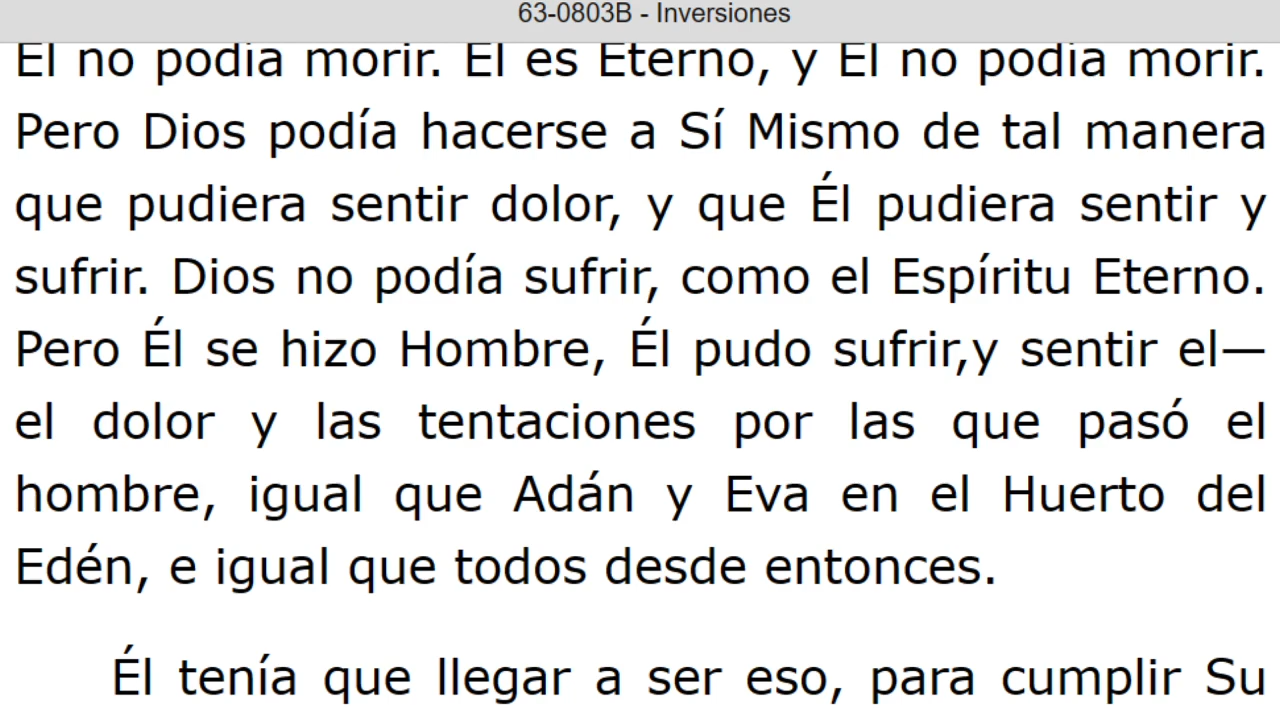 63-0803B - Inversiones
Él no podía morir. Él es Eterno, y Él no podía morir.
Pero Dios podía hacerse a Sí Mismo de tal manera
que pudiera sentir dolor, y que Él pudiera sentir y
sufrir. Dios no podía sufrir, como el Espíritu Eterno.
Pero Él se hizo Hombre, Él pudo sufrir,y sentir el—
el dolor y las tentaciones por las que pasó el
hombre, igual que Adán y Eva en el Huerto del
Edén, e igual que todos desde entonces.
Él tenía que llegar a ser eso, para cumplir Su